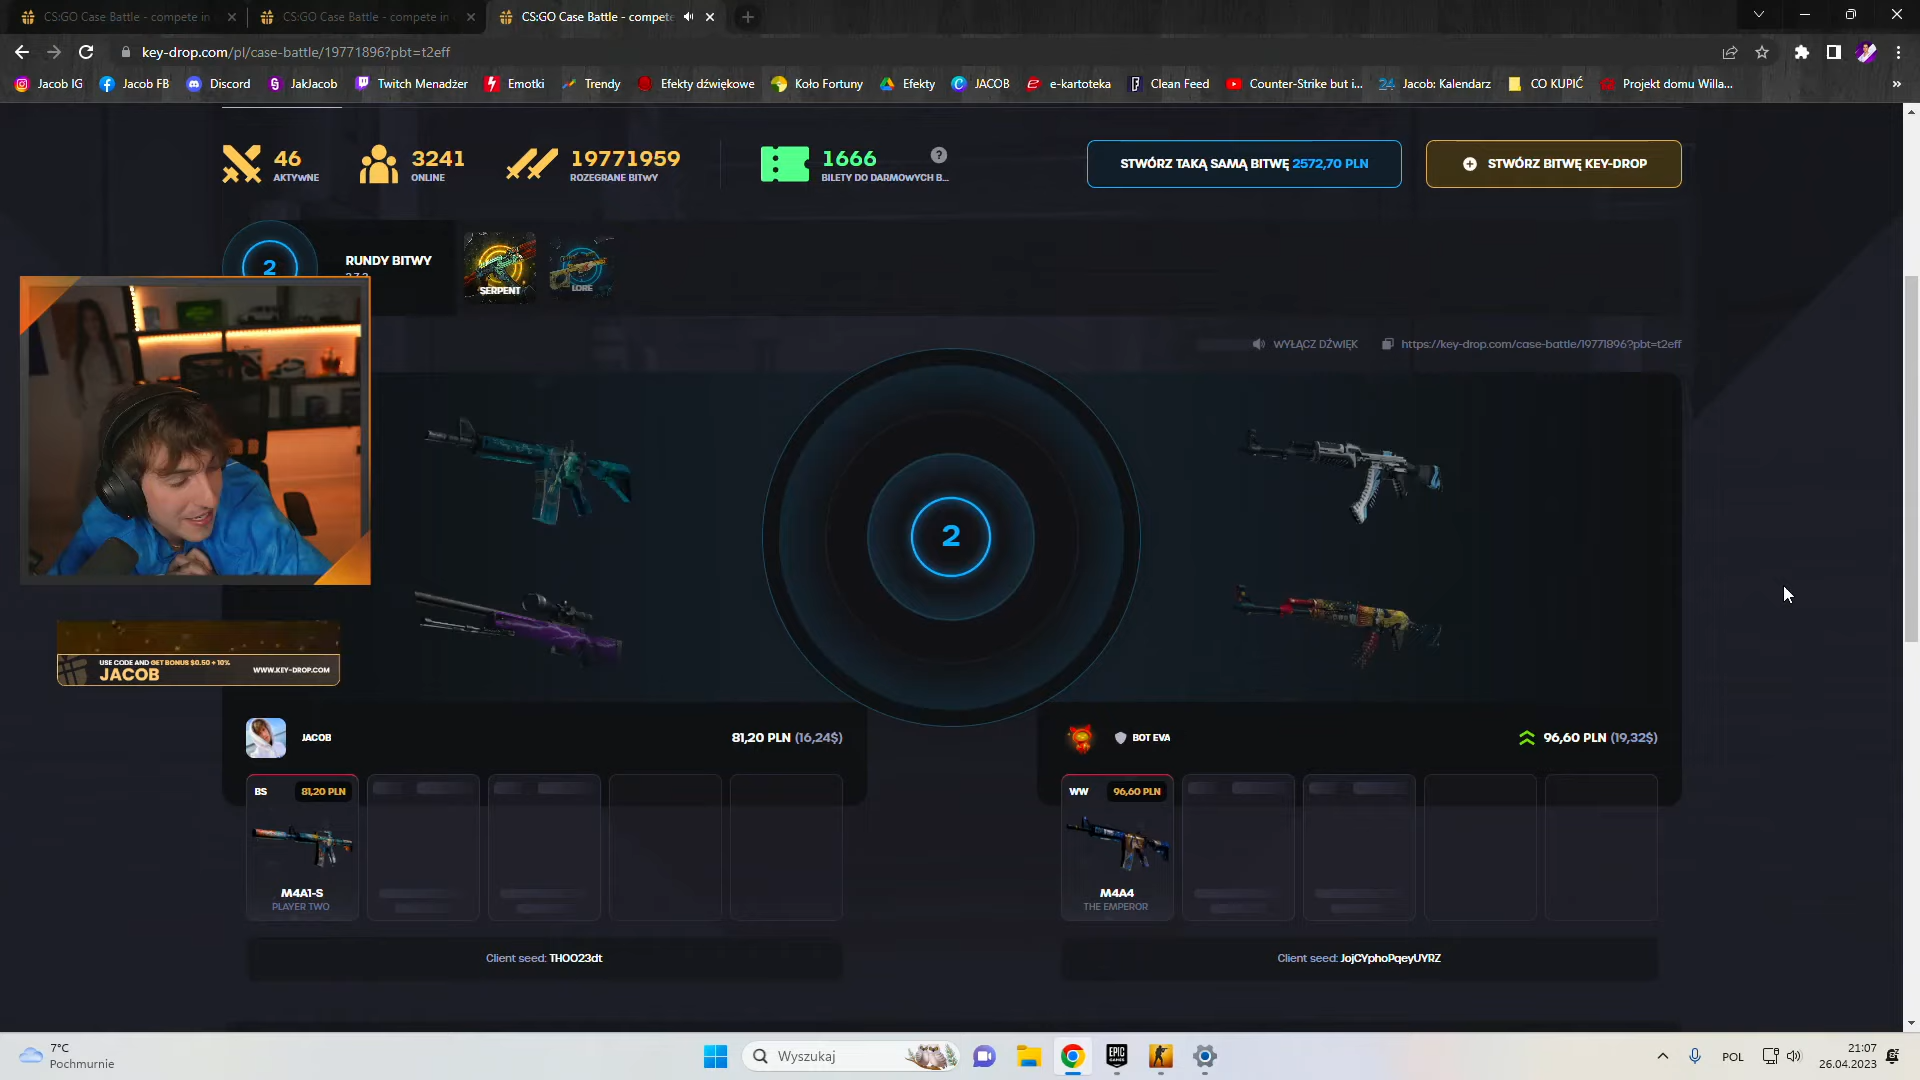 CS:GO Case Battle - compete in
CS:GO Case Battle - compete in
CS:GO Case Battle - compete
key-drop.com/pl/case-battle/19771896?pbt=t2eff
Jacob IG
Jacob FB
Discord
JakJacob
Twitch Menadżer
Emotki
Trendy
Efekty dźwiękowe
Koło Fortuny
Efekty
JACOB
e-kartoteka
Clean Feed
Counter-Strike but i...
Jacob: Kalendarz
CO KUPIĆ
Projekt domu Willa...
46
AKTYWNE
3241
ONLINE
19771959
ROZEGRANE BITWY
1666
BILETY DO DARMOWYCH B...
STWÓRZ TAKĄ SAMĄ BITWĘ 2572,70 PLN
STWÓRZ BITWĘ KEY-DROP
2
RUNDY BITWY
SERPENT
LORE
WYŁĄCZ DŹWIĘK
https://key-drop.com/case-battle/19771896?pbt=t2eff
2
USE CODE AND GET BONUS $0.50 + 10%
JACOB
WWW.KEY-DROP.COM
JACOB
81,20 PLN (16,24$)
BOT EVA
96,60 PLN (19,32$)
BS
81,20 PLN
M4A1-S
PLAYER TWO
WW
96,60 PLN
M4A4
THE EMPEROR
Client seed: THOO23dt
Client seed: JojCYphoPqeyUYRZ
7°C
Pochmurnie
Wyszukaj
EPIC
GAMES
POL
21:07
26.04.2023